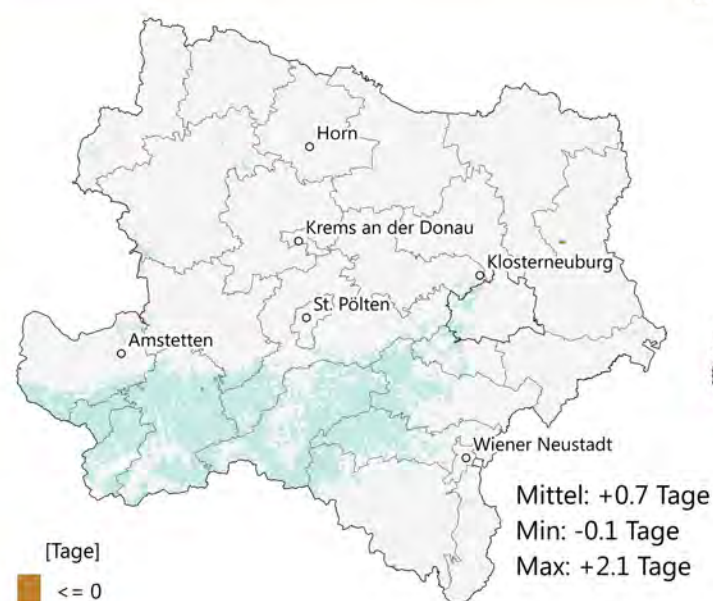 Horn
Krems an der Donau
Klosterneuburg
St. Pölten
Amstetten
Wiener Neustadt
Mittel: +0.7 Tage
Min: -0.1 Tage
Max: +2.1 Tage
[Tage]
<= 0